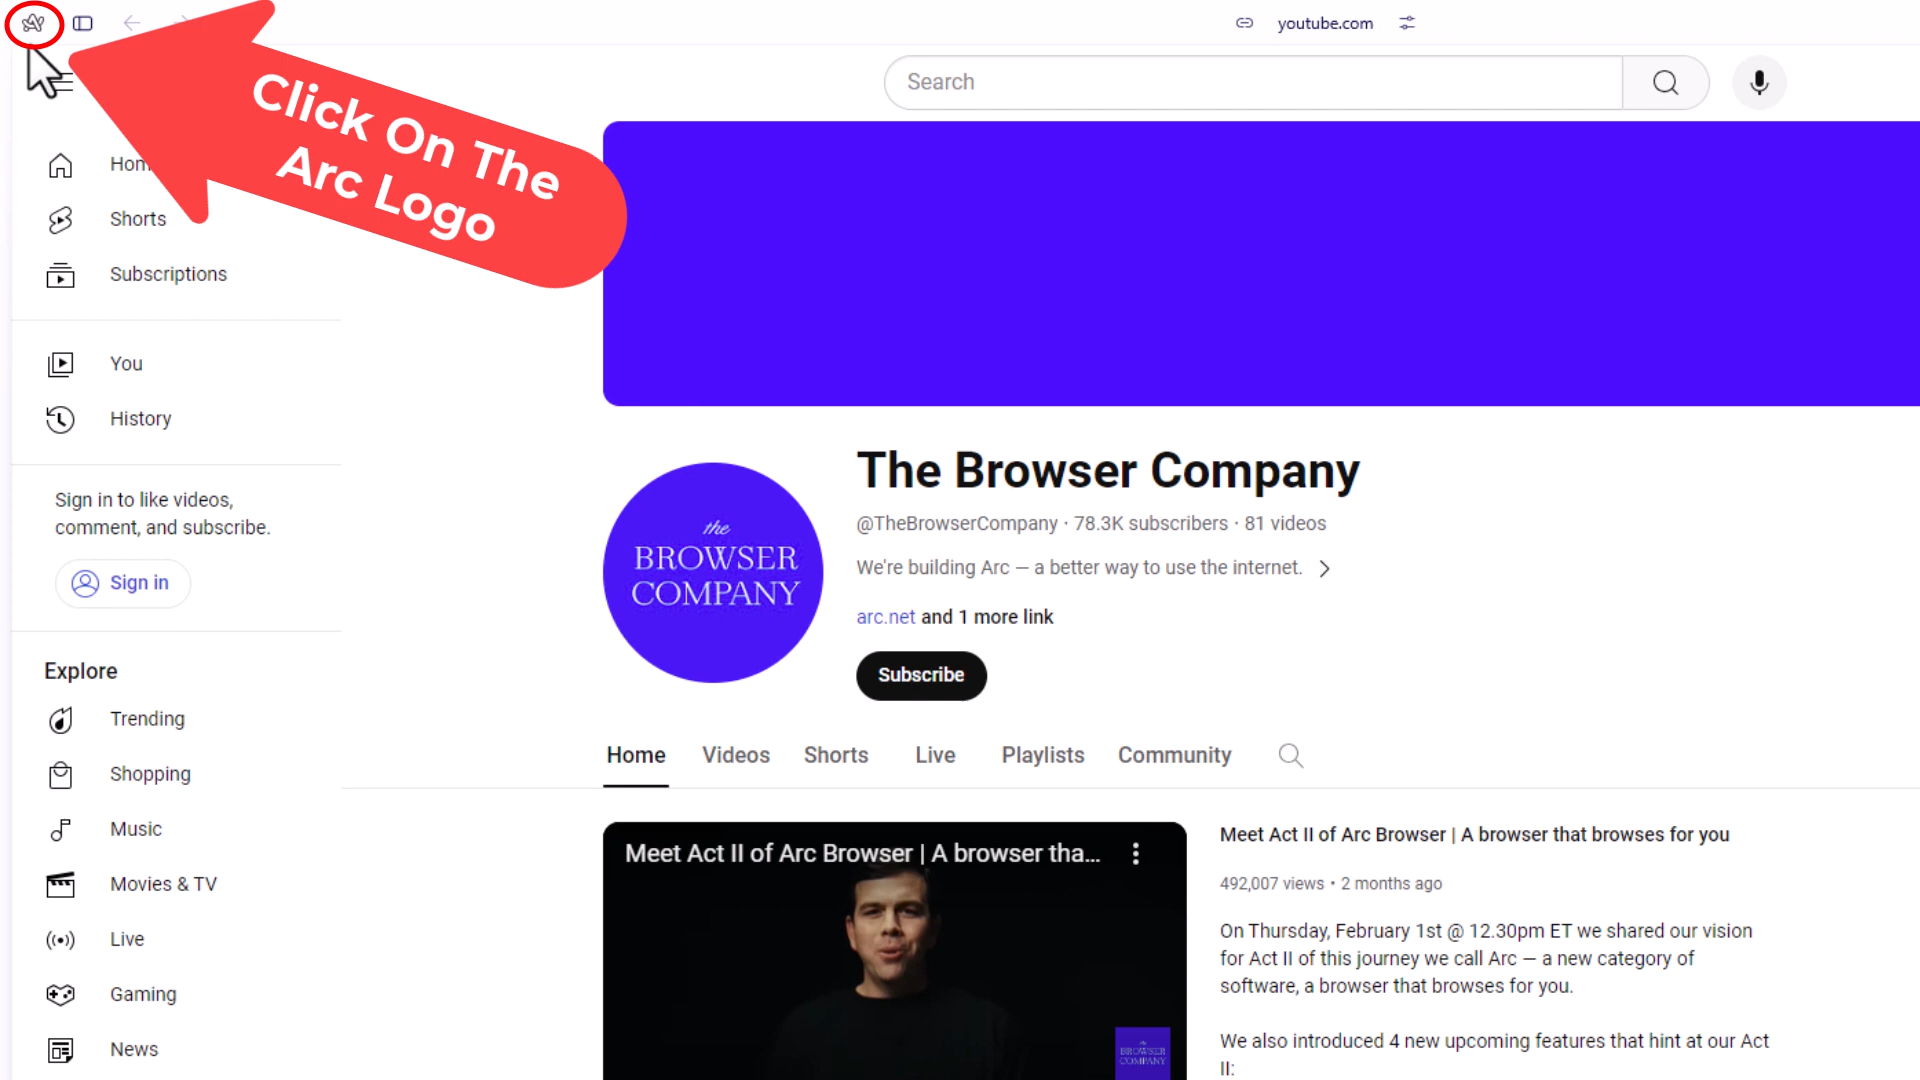 youtube.com
Search
Click On The
Arc Logo
Hom
Shorts
Subscriptions
You
History
Sign in to like videos,
comment, and subscribe.
Sign in
Explore
Trending
Shopping
Music
Movies & TV
Live
Gaming
News
the
BROWSER
COMPANY
The Browser Company
@TheBrowserCompany · 78.3K subscribers · 81 videos
We're building Arc — a better way to use the internet.
arc.net and 1 more link
Subscribe
Home Videos Shorts Live Playlists Community
Meet Act II of Arc Browser | A browser tha...
BROWSER
COMPANY
Meet Act II of Arc Browser | A browser that browses for you
492,007 views • 2 months ago
On Thursday, February 1st @ 12.30pm ET we shared our vision
for Act II of this journey we call Arc — a new category of
software, a browser that browses for you.
We also introduced 4 new upcoming features that hint at our Act
II: